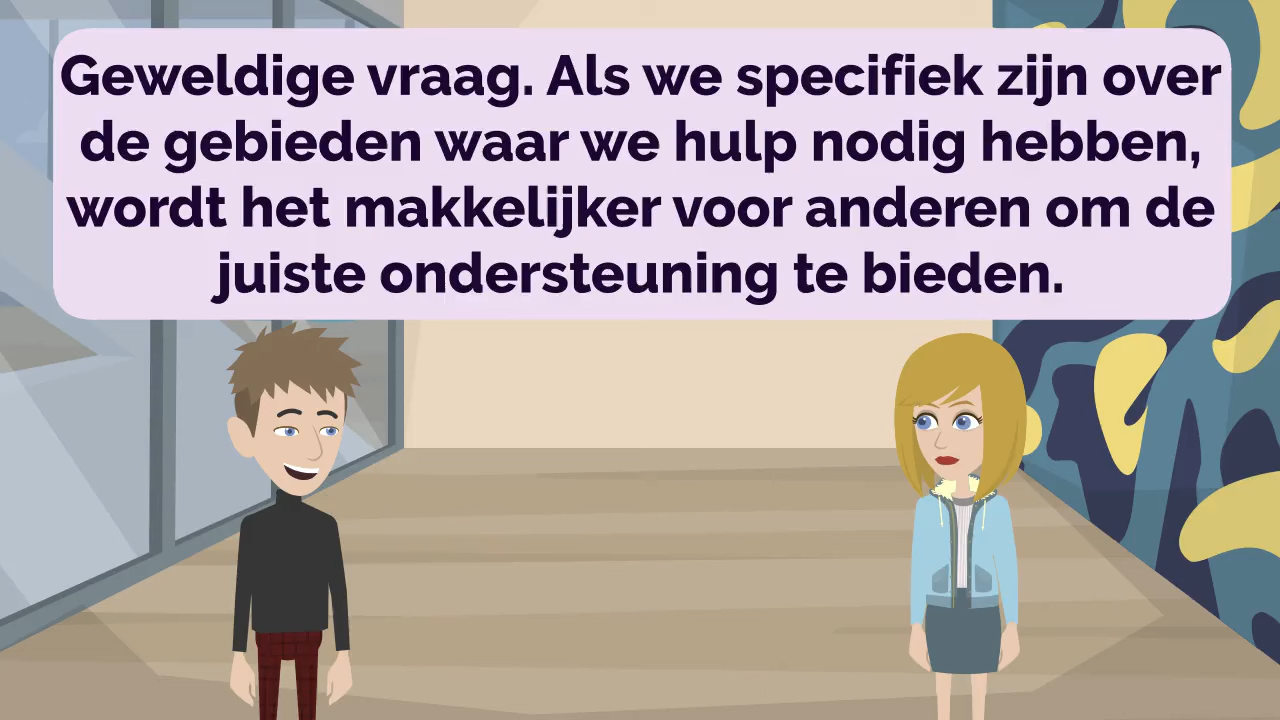 Geweldige vraag. Als we specifiek zijn over
de gebieden waar we hulp nodig hebben,
wordt het makkelijker voor anderen om de
juiste ondersteuning te bieden.